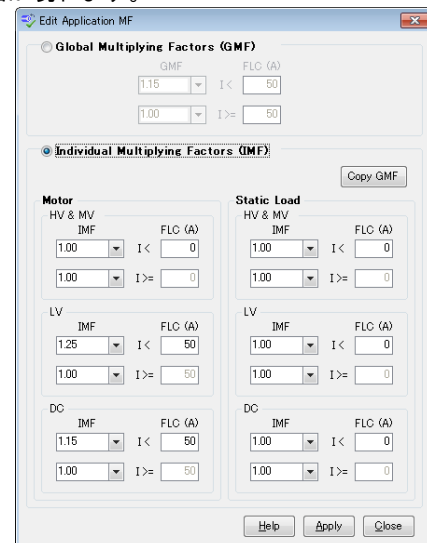 Edit Application MF
Global Multiplying Factors (GMF)
GMF FLC (A)
1.15 I< 50
1.00 I>= 50
Individual Multiplying Factors (IMF)
Copy GMF
Motor Static Load
HV & MV HV & MV
IMF FLC (A) IMF FLC (A)
1.00 I< 0 1.00 I< 0
1.00 I>= 0 1.00 I>= 0
LV LV
IMF FLC (A) IMF FLC (A)
1.25 I< 50 1.00 I< 0
1.00 I>= 50 1.00 I>= 0
DC DC
IMF FLC (A) IMF FLC (A)
1.15 I< 50 1.00 I< 0
1.00 I>= 50 1.00 I>= 0
Help Apply Close